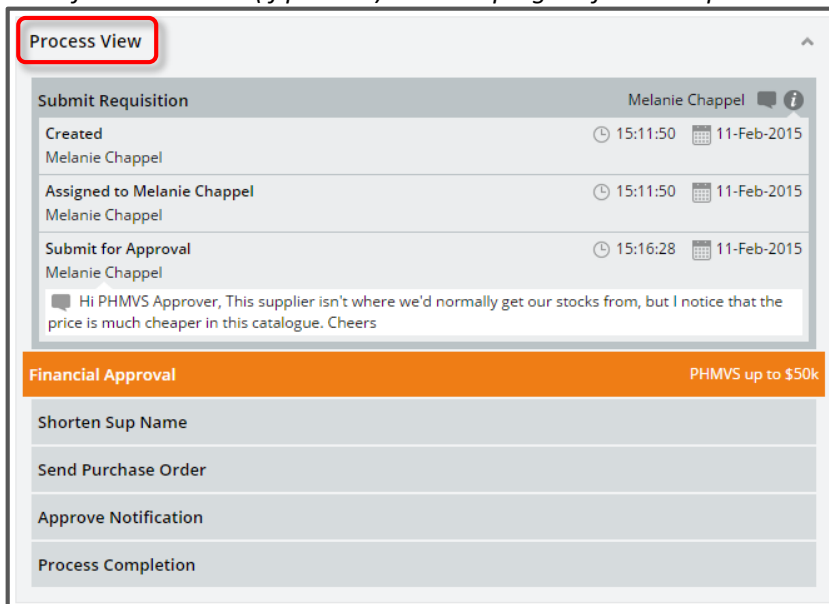 Process View
Submit Requisition Melanie Chappel
Created 15:11:50 11-Feb-2015
Melanie Chappel
Assigned to Melanie Chappel 15:11:50 11-Feb-2015
Melanie Chappel
Submit for Approval 15:16:28 11-Feb-2015
Melanie Chappel
Hi PHMVS Approver, This supplier isn't where we'd normally get our stocks from, but I notice that the
price is much cheaper in this catalogue. Cheers
Financial Approval PHMVS up to $50k
Shorten Sup Name
Send Purchase Order
Approve Notification
Process Completion